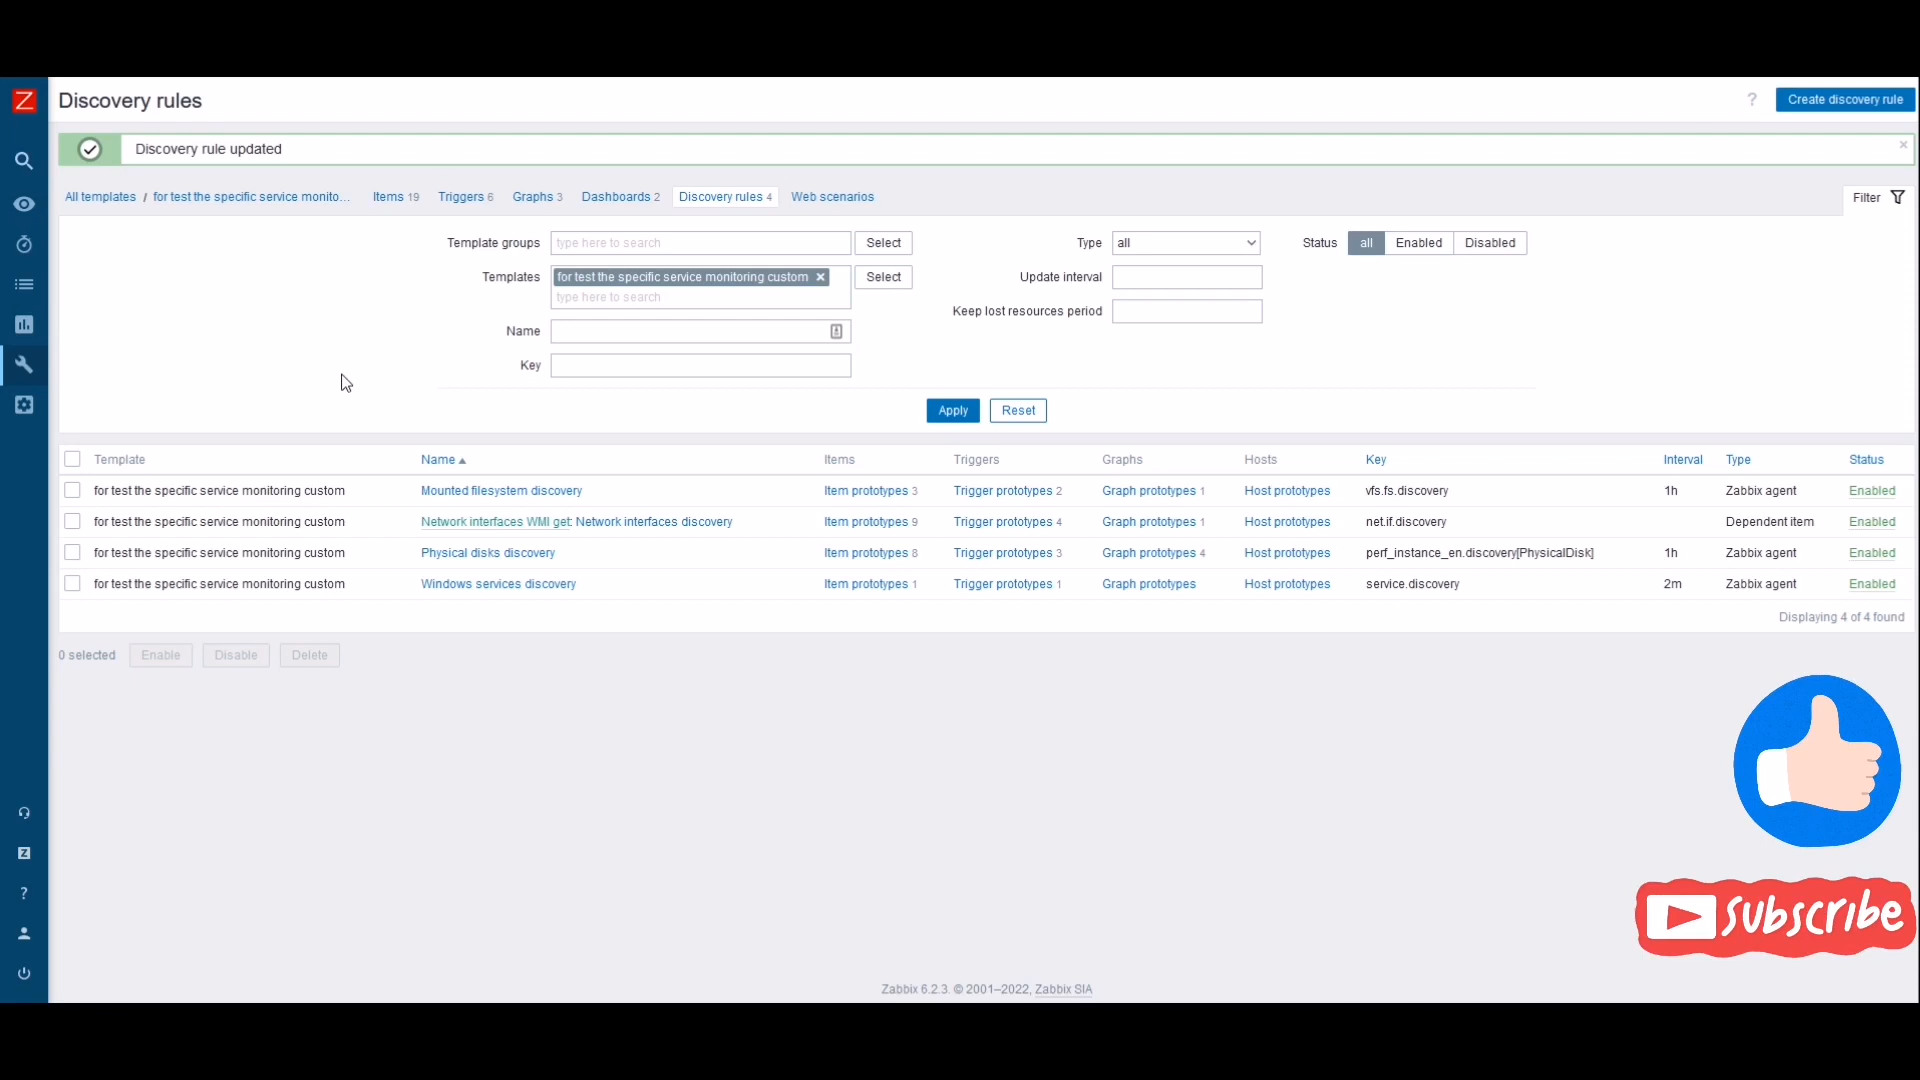 Z
Discovery rules
?
Create discovery rule
Discovery rule updated
×
All templates / for test the specific service monito... Items 19 Triggers 6 Graphs 3 Dashboards 2 Discovery rules 4 Web scenarios
Filter
Template groups type here to search Select
Type all
Status all Enabled Disabled
Templates for test the specific service monitoring custom × Select
type here to search
Update interval
Keep lost resources period
Name
Key
Apply Reset
Template Name Items Triggers Graphs Hosts Key Interval Type Status
for test the specific service monitoring custom Mounted filesystem discovery Item prototypes 3 Trigger prototypes 2 Graph prototypes 1 Host prototypes vfs.fs.discovery 1h Zabbix agent Enabled
for test the specific service monitoring custom Network interfaces WMI get: Network interfaces discovery Item prototypes 9 Trigger prototypes 4 Graph prototypes 1 Host prototypes net.if.discovery Dependent item Enabled
for test the specific service monitoring custom Physical disks discovery Item prototypes 8 Trigger prototypes 3 Graph prototypes 4 Host prototypes perf_instance_en.discovery[PhysicalDisk] 1h Zabbix agent Enabled
for test the specific service monitoring custom Windows services discovery Item prototypes 1 Trigger prototypes 1 Graph prototypes Host prototypes service.discovery 2m Zabbix agent Enabled
Displaying 4 of 4 found
0 selected Enable Disable Delete
Z
?
Subscribe
Zabbix 6.2.3. © 2001–2022, Zabbix SIA